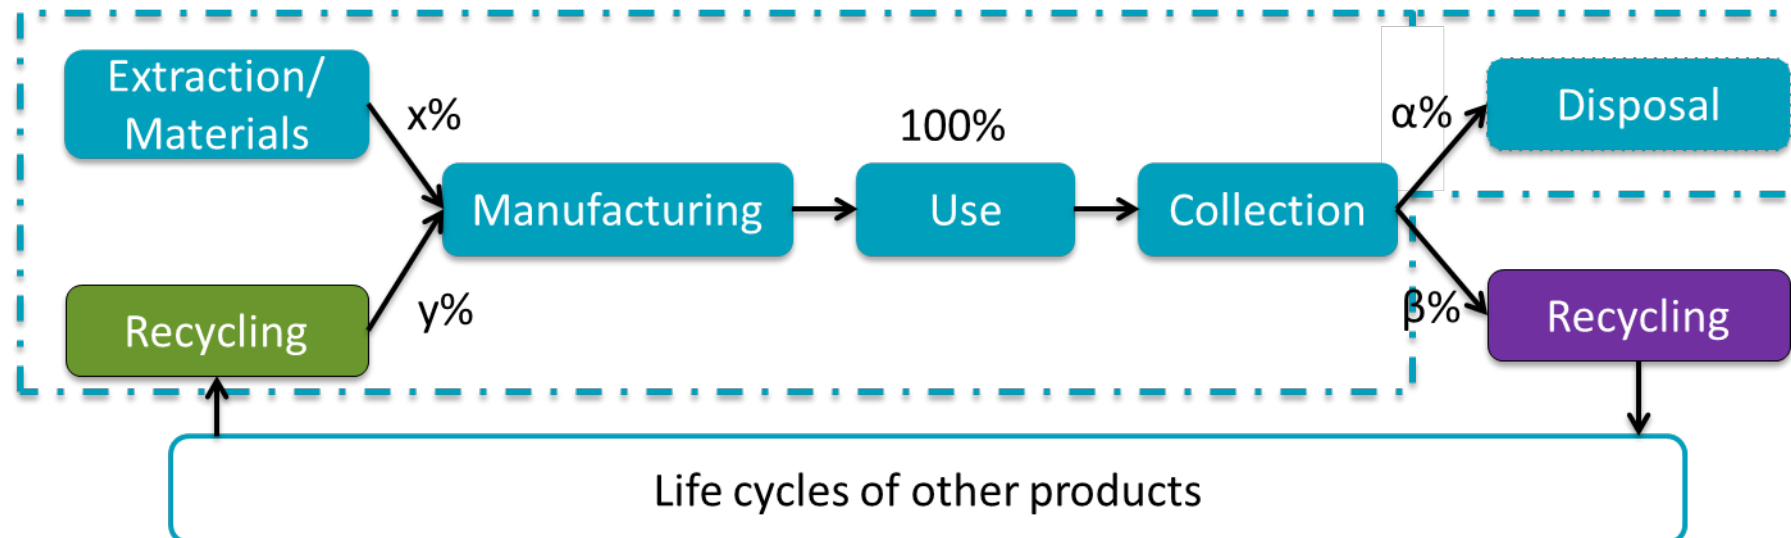 Extraction/
Materials
x%
100%
α%
Disposal
Manufacturing
Use
Collection
Recycling
y%
β%
Recycling
Life cycles of other products